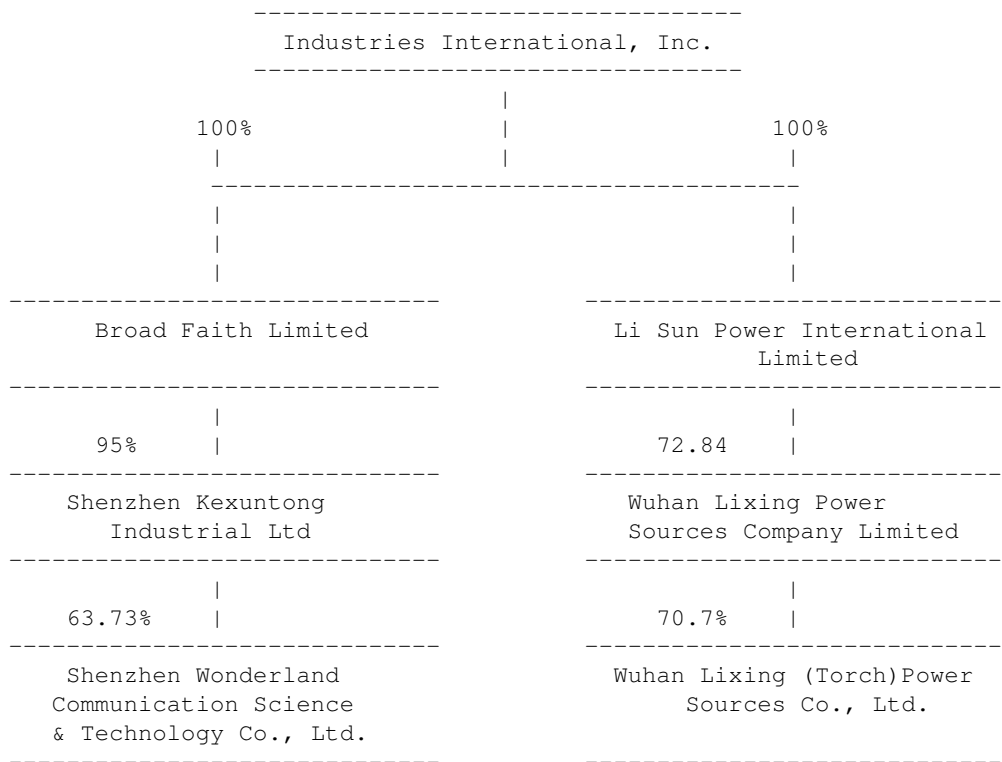 Industries International, Inc.
100% 100%
Broad Faith Limited Li Sun Power International
Limited
95% 72.84
Shenzhen Kexuntong Wuhan Lixing Power
Industrial Ltd Sources Company Limited
63.73% 70.7%
Shenzhen Wonderland Wuhan Lixing (Torch)Power
Communication Science Sources Co., Ltd.
& Technology Co., Ltd.